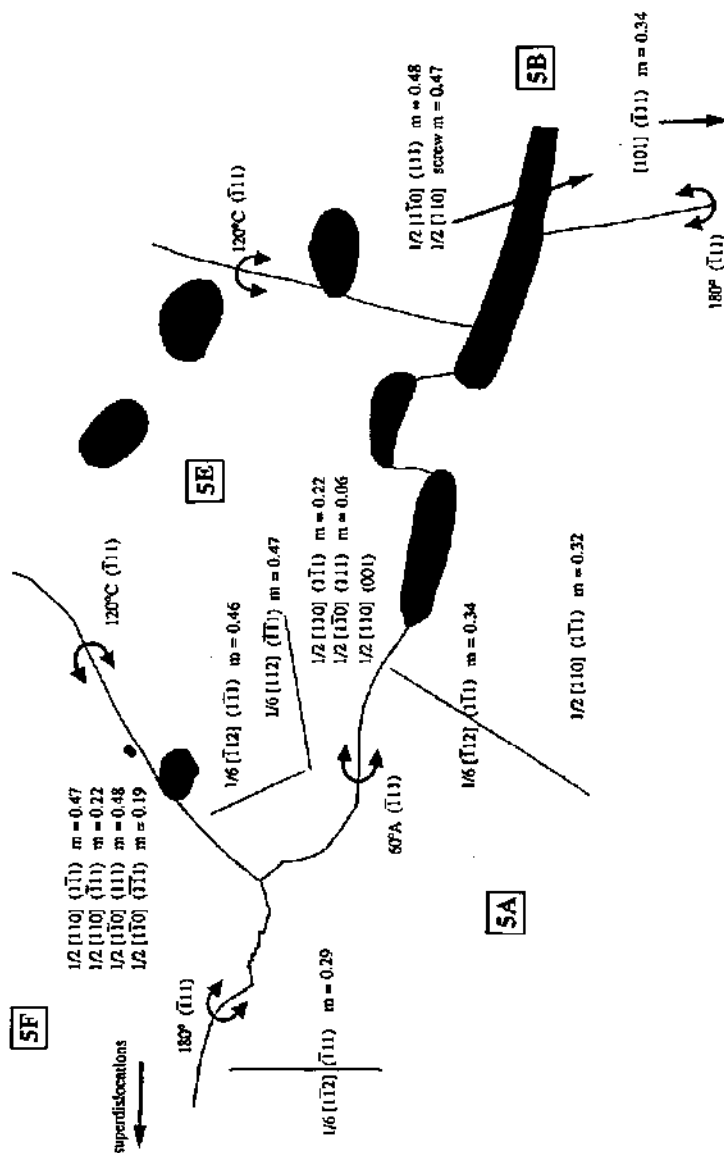 5F
superdislocations
1/2 [110] (11̄1) m = 0.47
1/2 [110] (1̄11) m = 0.22
1/2 [11̄0] (111) m = 0.48
1/2 [11̄0] (1̄1̄1) m = 0.19
120°C (1̄11)
180° (1̄11)
5E
1/6 [1̄12] (11̄1) m = 0.46
1/6 [112] (1̄1̄1) m = 0.47
120°C (1̄11)
1/6 [11̄2] (1̄11) m = 0.29
1/2 [110] (11̄1) m = 0.22
1/2 [11̄0] (111) m = 0.06
1/2 [110] (001)
60°A (1̄11)
1/2 [11̄0] (111) m = 0.48
1/2 [110] screw m = 0.47
5A
1/6 [1̄12] (11̄1) m = 0.34
5B
1/2 [110] (11̄1) m = 0.32
[101] (1̄11) m = 0.34
180° (1̄11)